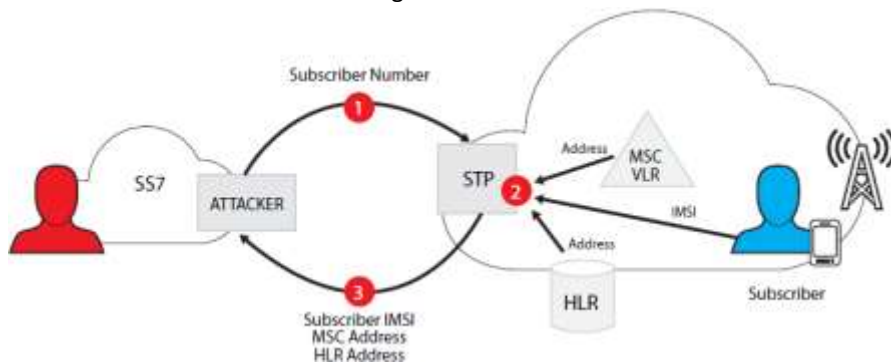 Subscriber Number
1
SS7
ATTACKER
STP
2
Address
MSC
VLR
IMSI
Address
HLR
Subscriber
3
Subscriber IMSI
MSC Address
HLR Address